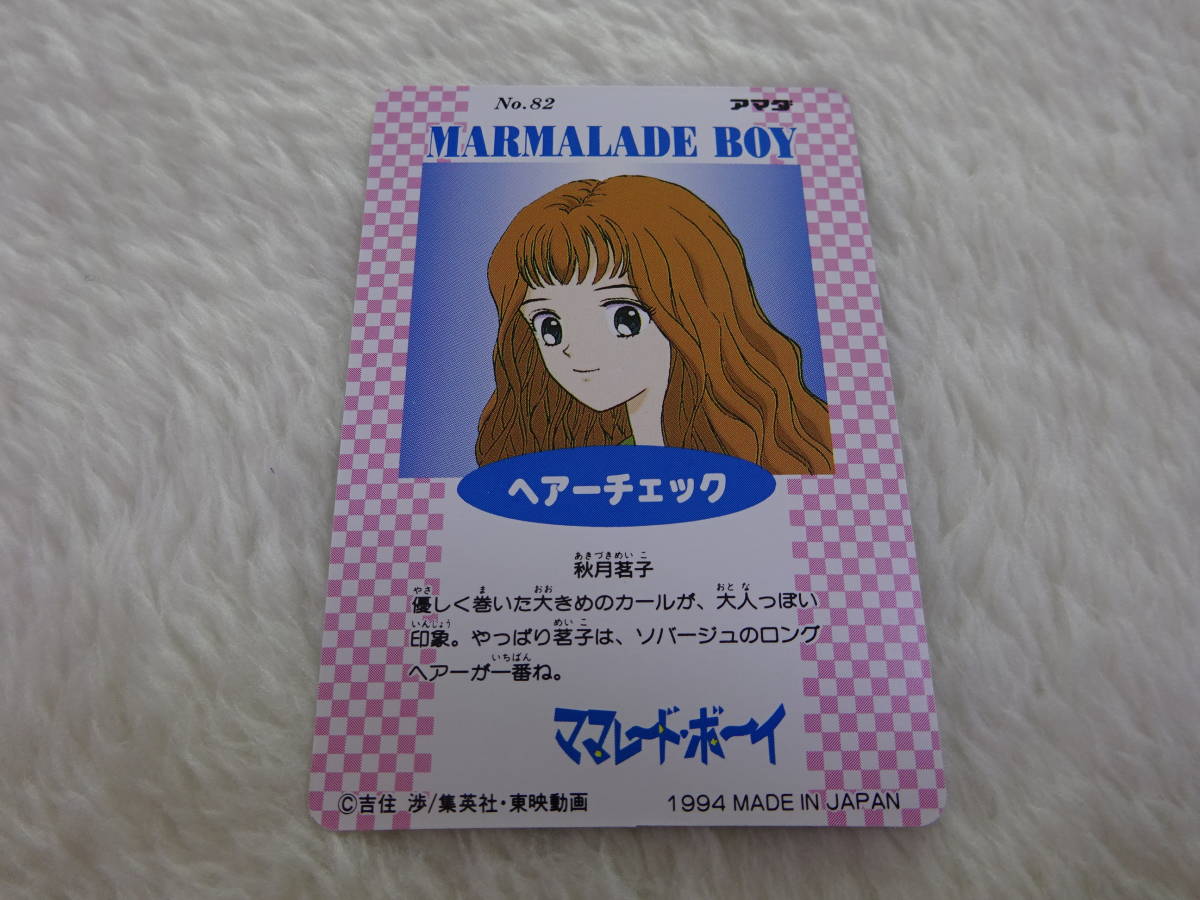 No.82 アマダ
MARMALADE BOY
ヘアーチェック
あきづきめいこ
秋月茗子
やさ ま おお おとな
優しく巻いた大きめのカールが、大人っぽい
いんしょう めいこ
印象。やっぱり茗子は、ソバージュのロング
いちばん
ヘアーが一番ね。
ママレード・ボーイ
©吉住 渉/集英社・東映動画 1994 MADE IN JAPAN